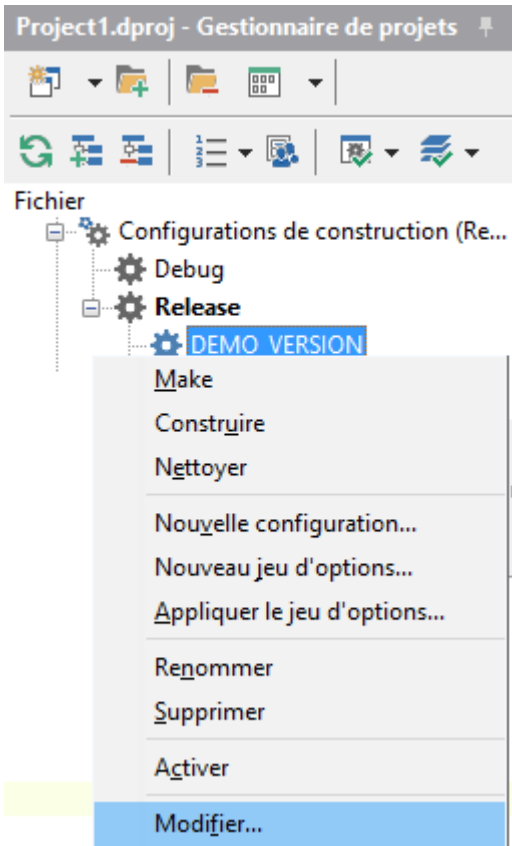 Project1.dproj - Gestionnaire de projets
Fichier
Configurations de construction (Re...
Debug
Release
DEMO_VERSION
Make
Construire
Nettoyer
Nouvelle configuration...
Nouveau jeu d'options...
Appliquer le jeu d'options...
Renommer
Supprimer
Activer
Modifier...